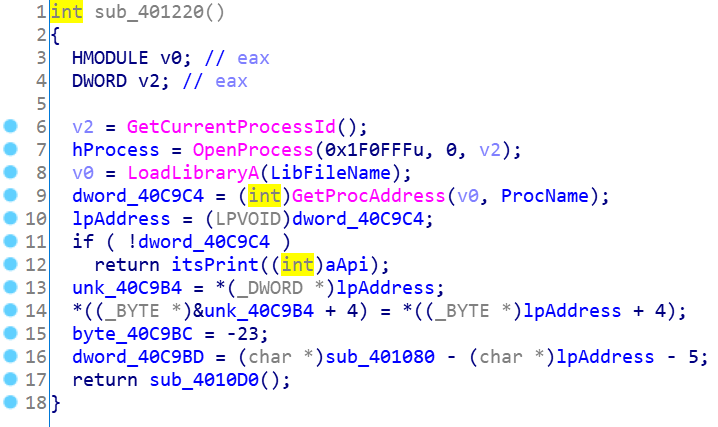 1 int sub_401220()
2 {
3   HMODULE v0; // eax
4   DWORD v2; // eax
5
6   v2 = GetCurrentProcessId();
7   hProcess = OpenProcess(0x1F0FFFu, 0, v2);
8   v0 = LoadLibraryA(LibFileName);
9   dword_40C9C4 = (int)GetProcAddress(v0, ProcName);
10   lpAddress = (LPVOID)dword_40C9C4;
11   if ( !dword_40C9C4 )
12     return itsPrint((int)aApi);
13   unk_40C9B4 = *(_DWORD *)lpAddress;
14   *((_BYTE *)&unk_40C9B4 + 4) = *((_BYTE *)lpAddress + 4);
15   byte_40C9BC = -23;
16   dword_40C9BD = (char *)sub_401080 - (char *)lpAddress - 5;
17   return sub_4010D0();
18 }